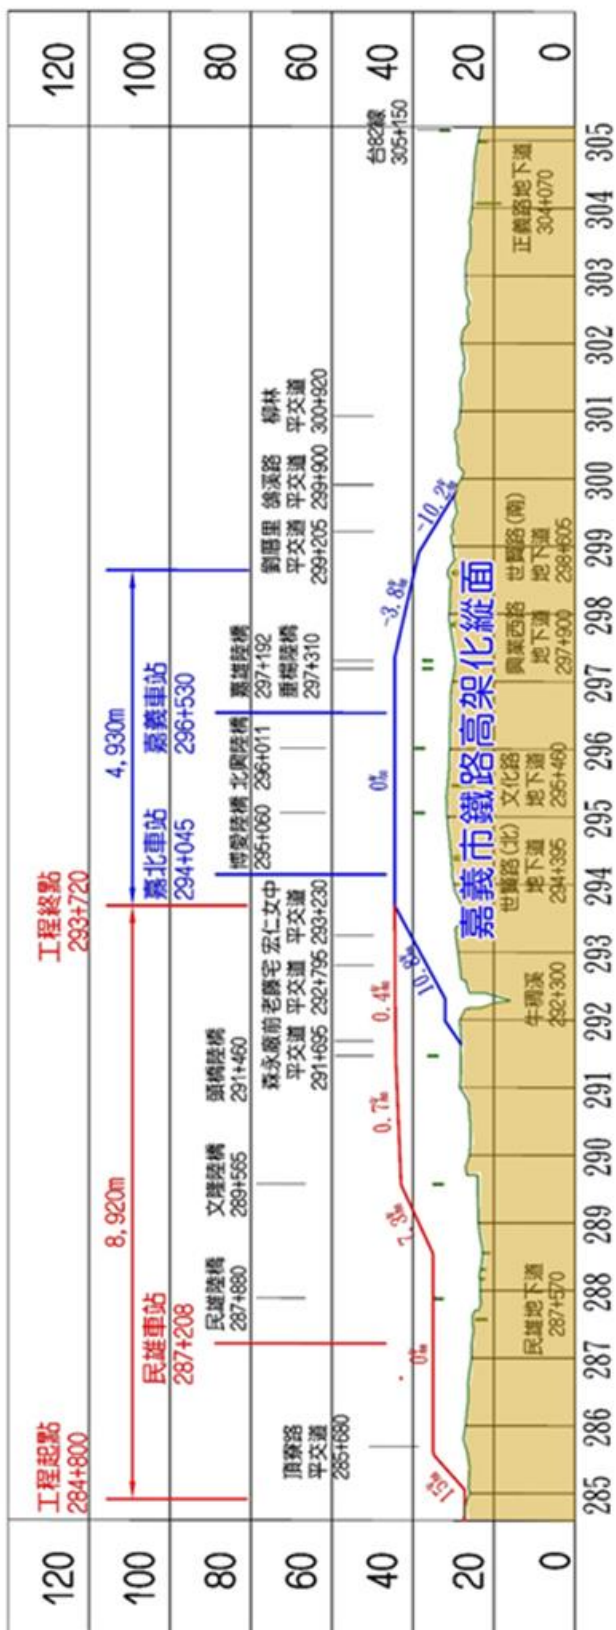 120
100
80
60
40
20
0
工程起點
284+800
8,920m
工程終點
293+720
4,930m
民雄車站
287+208
嘉北車站
294+045
嘉義車站
296+530
民雄陸橋
287+880
文隆陸橋
289+565
頭橋陸橋
291+460
博愛陸橋
295+060
北興陸橋
296+011
嘉雄陸橋
297+192
垂楊陸橋
297+310
頂寮路
平交道
285+680
森永廠前
平交道
291+695
老藤宅
平交道
292+795
宏仁女中
平交道
293+230
劉厝里
平交道
299+205
鴿溪路
平交道
299+900
柳林
平交道
300+920
台82線
305+150
15‰
0‰
7.3‰
0.7‰
0.4‰
10.8‰
0‰
-3.8‰
-10.2‰
嘉義市鐵路高架化縱面
民雄地下道
287+570
牛稠溪
292+300
世賢路(北)
地下道
294+395
文化路
地下道
295+460
興業西路
地下道
297+900
世賢路(南)
地下道
298+605
正義路地下道
304+070
285
286
287
288
289
290
291
292
293
294
295
296
297
298
299
300
301
302
303
304
305
120
100
80
60
40
20
0